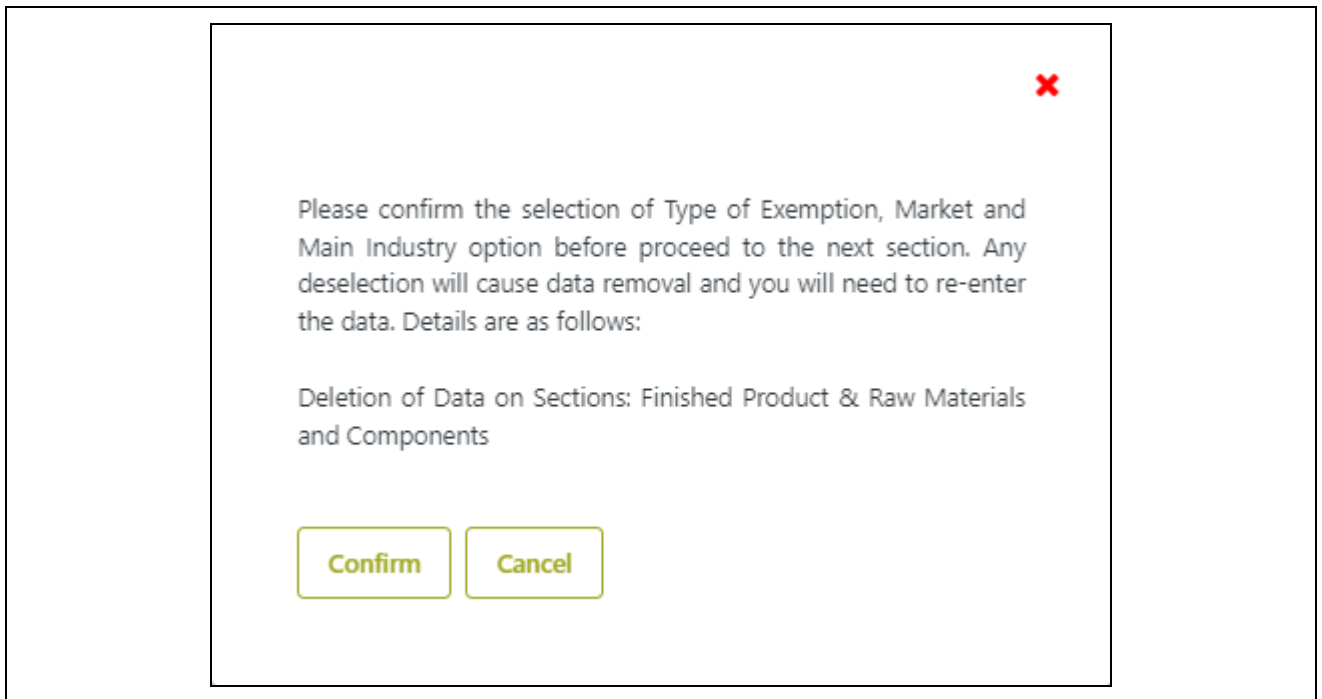 Please confirm the selection of Type of Exemption, Market and
Main Industry option before proceed to the next section. Any
deselection will cause data removal and you will need to re-enter
the data. Details are as follows:
Deletion of Data on Sections: Finished Product & Raw Materials
and Components
Confirm Cancel